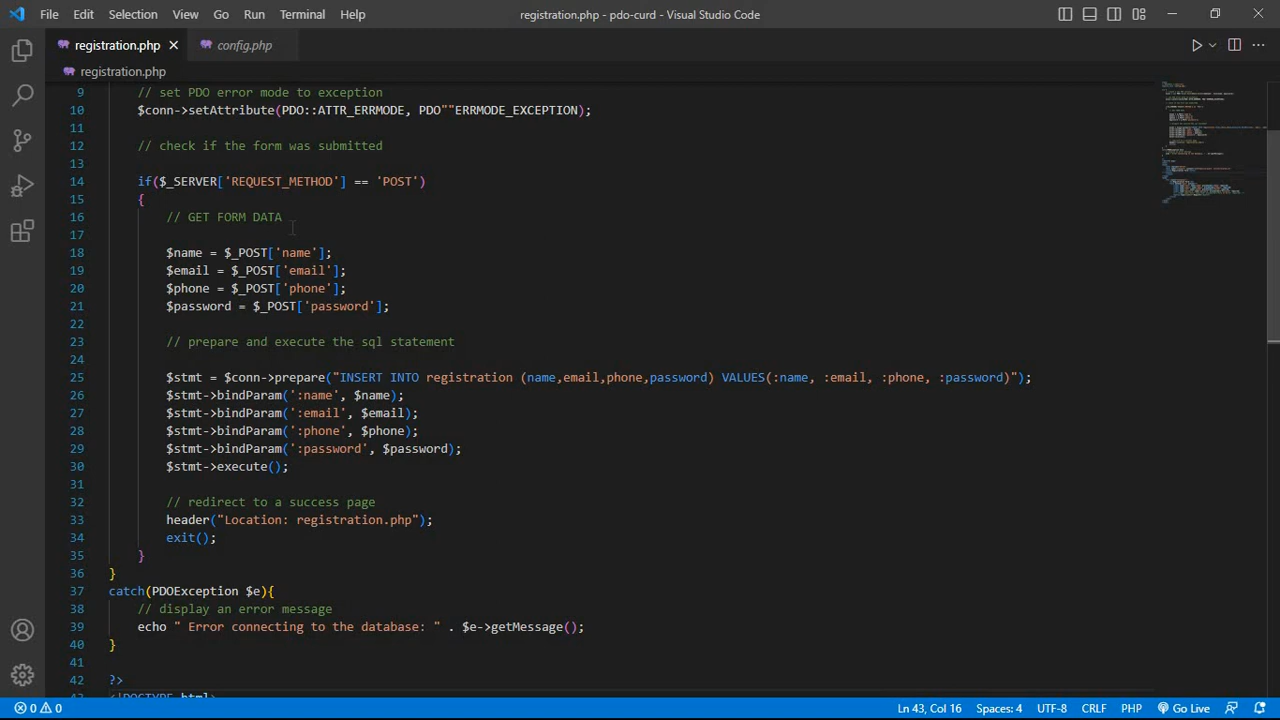 File Edit Selection View Go Run Terminal Help registration.php - pdo-curd - Visual Studio Code
registration.php config.php
registration.php
9 // set PDO error mode to exception
10 $conn->setAttribute(PDO::ATTR_ERRMODE, PDO""ERRMODE_EXCEPTION);
11
12 // check if the form was submitted
13
14 if($_SERVER['REQUEST_METHOD'] == 'POST')
15 {
16 // GET FORM DATA
17
18 $name = $_POST['name'];
19 $email = $_POST['email'];
20 $phone = $_POST['phone'];
21 $password = $_POST['password'];
22
23 // prepare and execute the sql statement
24
25 $stmt = $conn->prepare("INSERT INTO registration (name,email,phone,password) VALUES(:name, :email, :phone, :password)");
26 $stmt->bindParam(':name', $name);
27 $stmt->bindParam(':email', $email);
28 $stmt->bindParam(':phone', $phone);
29 $stmt->bindParam(':password', $password);
30 $stmt->execute();
31
32 // redirect to a success page
33 header("Location: registration.php");
34 exit();
35 }
36 }
37 catch(PDOException $e){
38 // display an error message
39 echo " Error connecting to the database: " . $e->getMessage();
40 }
41
42 ?>
43 <!DOCTYPE html>
0 0 Ln 43, Col 16 Spaces: 4 UTF-8 CRLF PHP Go Live